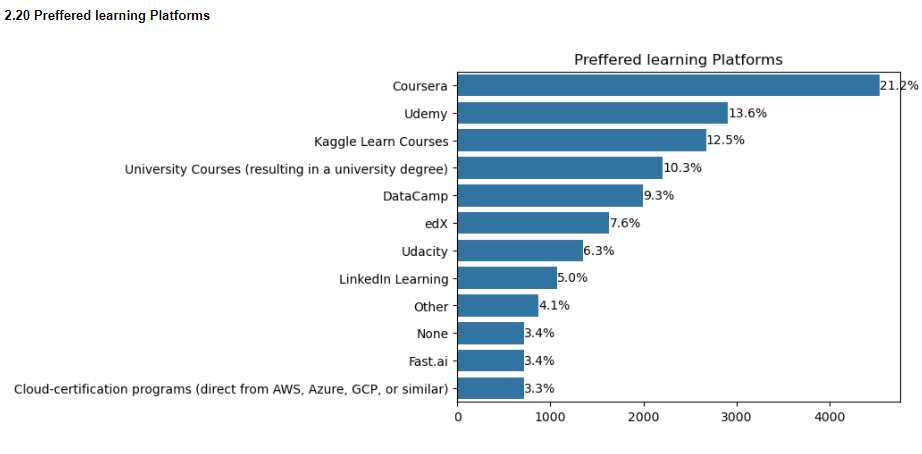 2.20 Preffered learning Platforms
Preffered learning Platforms
Coursera 21.2%
Udemy 13.6%
Kaggle Learn Courses 12.5%
University Courses (resulting in a university degree) 10.3%
DataCamp 9.3%
edX 7.6%
Udacity 6.3%
LinkedIn Learning 5.0%
Other 4.1%
None 3.4%
Fast.ai 3.4%
Cloud-certification programs (direct from AWS, Azure, GCP, or similar) 3.3%
0 1000 2000 3000 4000